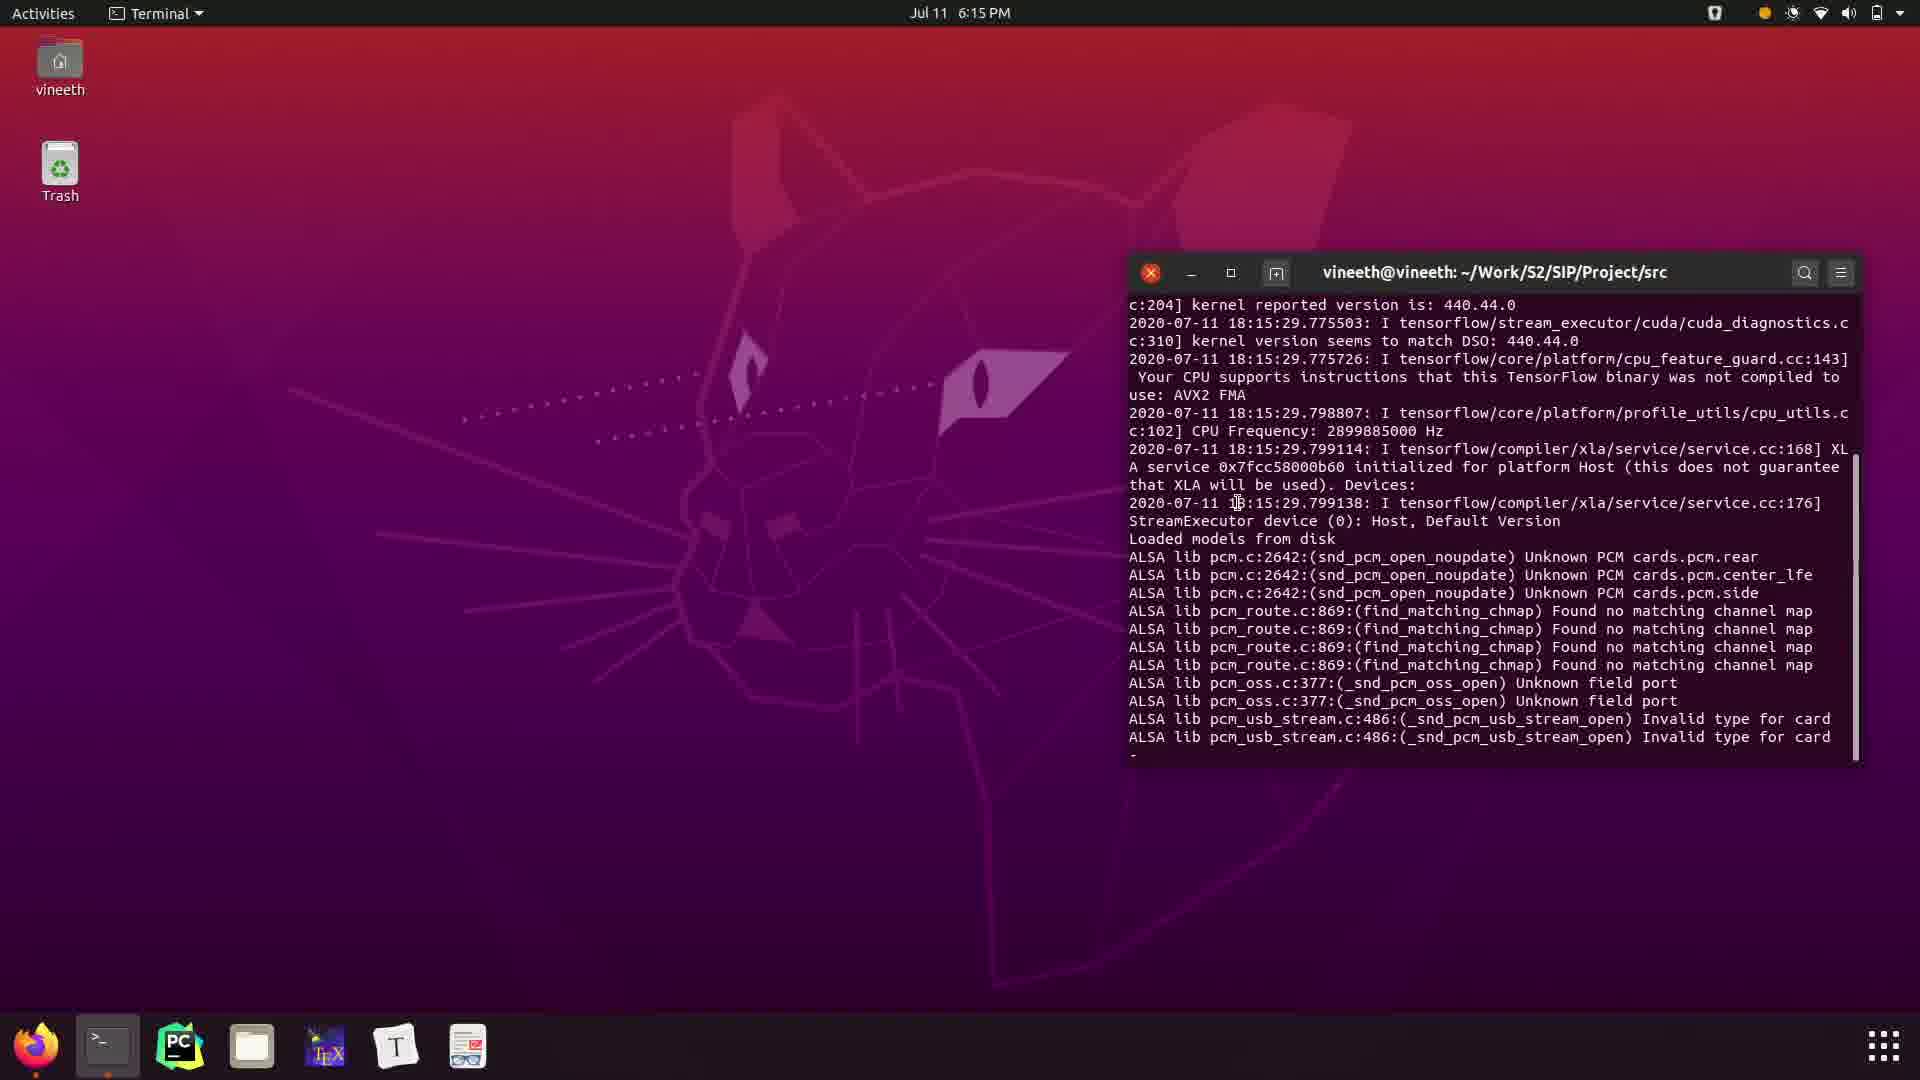 Activities
Terminal
Jul 11 6:15 PM
vineeth
Trash
vineeth@vineeth: ~/Work/S2/SIP/Project/src
c:204] kernel reported version is: 440.44.0
2020-07-11 18:15:29.775503: I tensorflow/stream_executor/cuda/cuda_diagnostics.c
c:310] kernel version seems to match DSO: 440.44.0
2020-07-11 18:15:29.775726: I tensorflow/core/platform/cpu_feature_guard.cc:143]
Your CPU supports instructions that this TensorFlow binary was not compiled to
use: AVX2 FMA
2020-07-11 18:15:29.798807: I tensorflow/core/platform/profile_utils/cpu_utils.c
c:102] CPU Frequency: 2899885000 Hz
2020-07-11 18:15:29.799114: I tensorflow/compiler/xla/service/service.cc:168] XL
A service 0x7fcc58000b60 initialized for platform Host (this does not guarantee
that XLA will be used). Devices:
2020-07-11 18:15:29.799138: I tensorflow/compiler/xla/service/service.cc:176]
StreamExecutor device (0): Host, Default Version
Loaded models from disk
ALSA lib pcm.c:2642:(snd_pcm_open_noupdate) Unknown PCM cards.pcm.rear
ALSA lib pcm.c:2642:(snd_pcm_open_noupdate) Unknown PCM cards.pcm.center_lfe
ALSA lib pcm.c:2642:(snd_pcm_open_noupdate) Unknown PCM cards.pcm.side
ALSA lib pcm_route.c:869:(find_matching_chmap) Found no matching channel map
ALSA lib pcm_route.c:869:(find_matching_chmap) Found no matching channel map
ALSA lib pcm_route.c:869:(find_matching_chmap) Found no matching channel map
ALSA lib pcm_route.c:869:(find_matching_chmap) Found no matching channel map
ALSA lib pcm_oss.c:377:(_snd_pcm_oss_open) Unknown field port
ALSA lib pcm_oss.c:377:(_snd_pcm_oss_open) Unknown field port
ALSA lib pcm_usb_stream.c:486:(_snd_pcm_usb_stream_open) Invalid type for card
ALSA lib pcm_usb_stream.c:486:(_snd_pcm_usb_stream_open) Invalid type for card
-
>_
PC
TEX
T